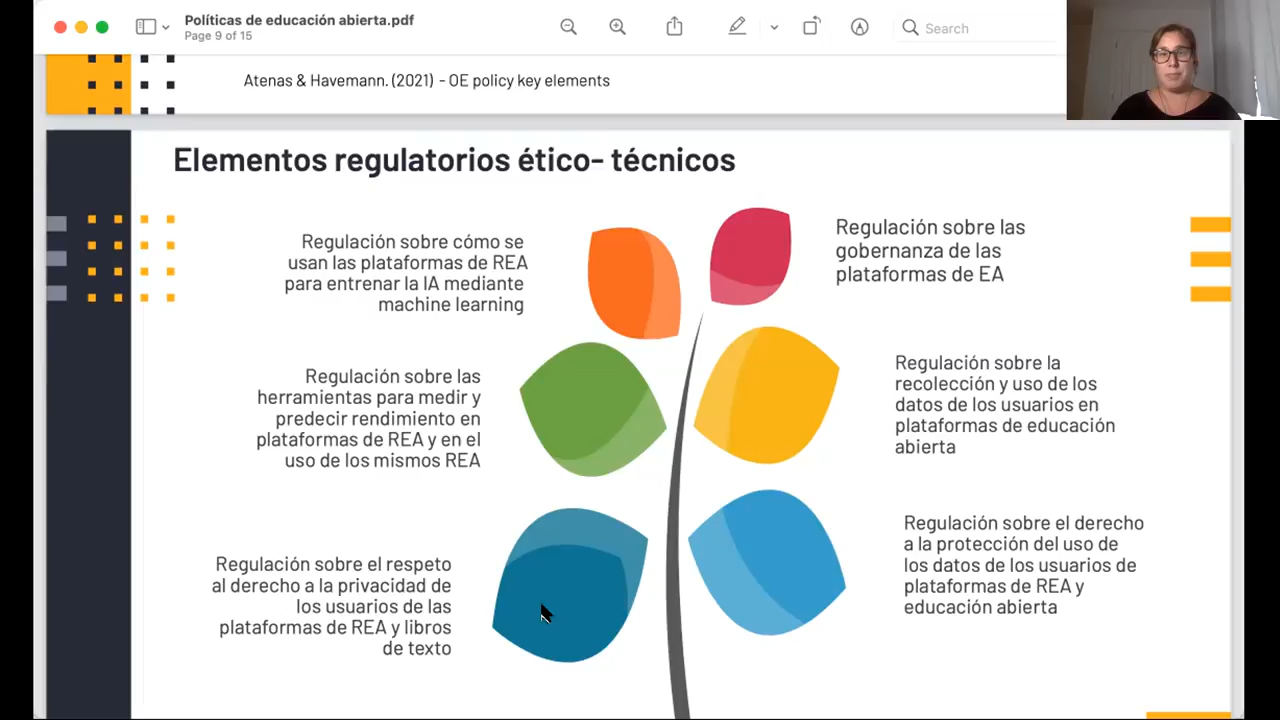 Políticas de educación abierta.pdf
Page 9 of 15
Search
Atenas & Havemann. (2021) - OE policy key elements
Elementos regulatorios ético- técnicos
Regulación sobre cómo se
usan las plataformas de REA
para entrenar la IA mediante
machine learning
Regulación sobre las
gobernanza de las
plataformas de EA
Regulación sobre las
herramientas para medir y
predecir rendimiento en
plataformas de REA y en el
uso de los mismos REA
Regulación sobre la
recolección y uso de los
datos de los usuarios en
plataformas de educación
abierta
Regulación sobre el respeto
al derecho a la privacidad de
los usuarios de las
plataformas de REA y libros
de texto
Regulación sobre el derecho
a la protección del uso de
los datos de los usuarios de
plataformas de REA y
educación abierta